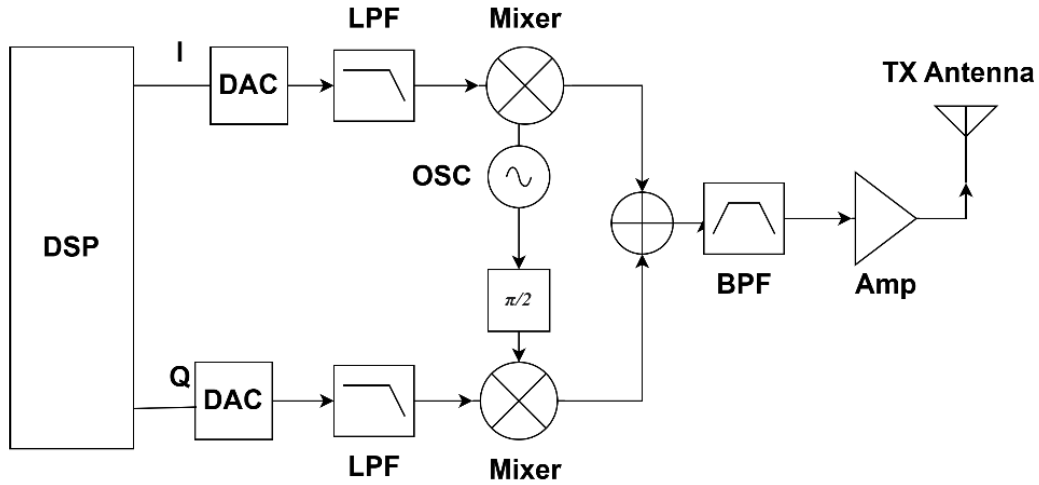 LPF
Mixer
I
DAC
TX Antenna
OSC
DSP
π/2
BPF
Amp
Q
DAC
LPF
Mixer